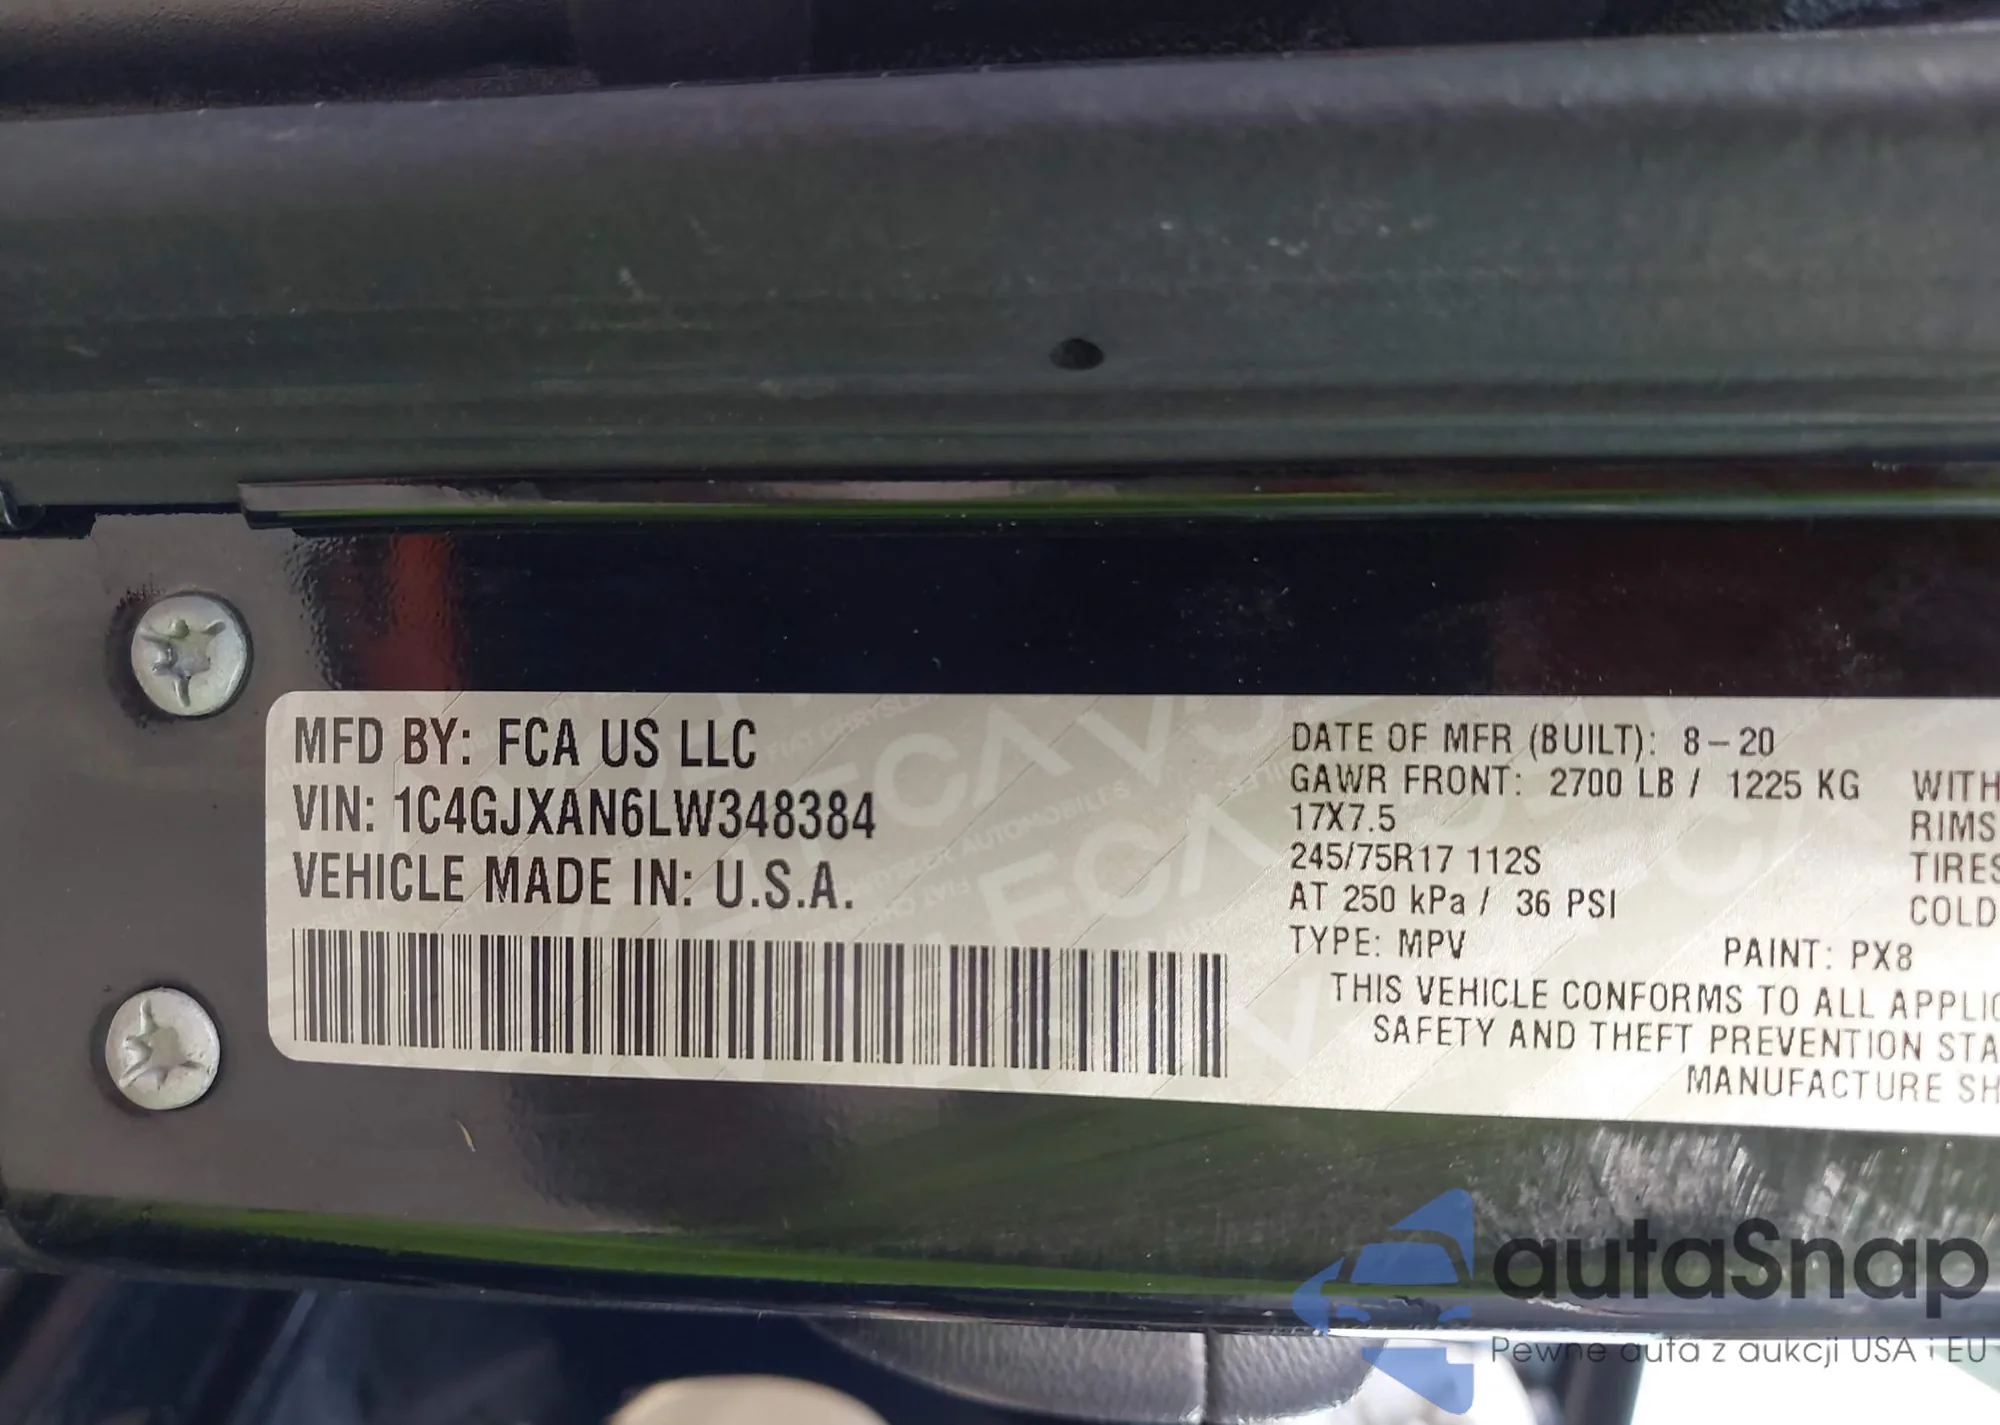 MFD BY: FCA US LLC
VIN: 1C4GJXAN6LW348384
VEHICLE MADE IN: U.S.A.
DATE OF MFR (BUILT): 8-20
GAWR FRONT: 2700 LB / 1225 KG WITH
17X7.5 RIMS
245/75R17 112S TIRES
AT 250 kPa / 36 PSI COLD
TYPE: MPV PAINT: PX8
THIS VEHICLE CONFORMS TO ALL APPLIC
SAFETY AND THEFT PREVENTION STA
MANUFACTURE SH
autaSnap
Pewne auta z aukcji USA i EU